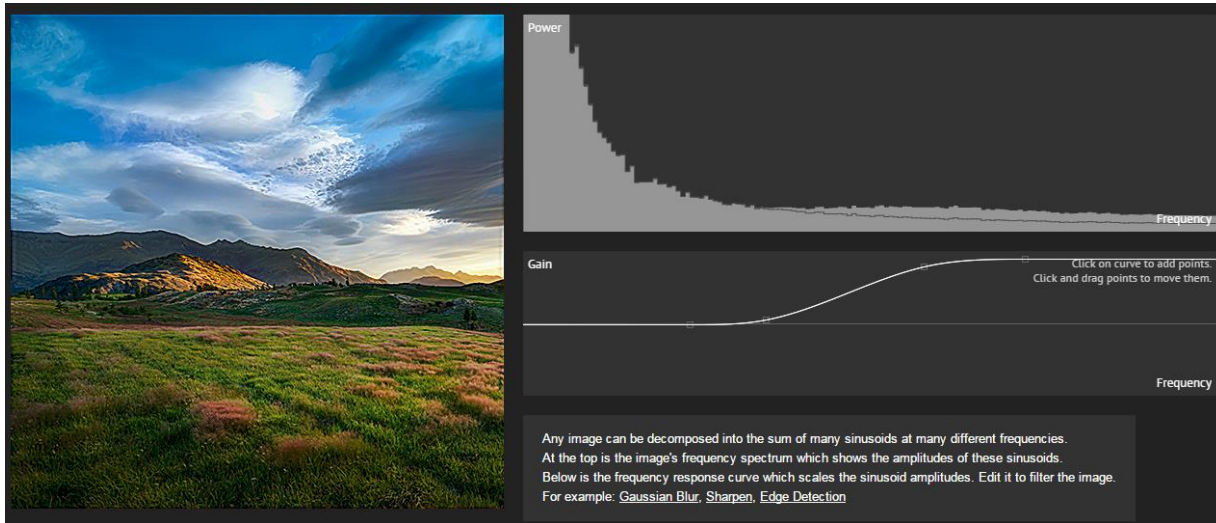 Power
Frequency
Gain
Click on curve to add points.
Click and drag points to move them.
Frequency
Any image can be decomposed into the sum of many sinusoids at many different frequencies.
At the top is the image's frequency spectrum which shows the amplitudes of these sinusoids.
Below is the frequency response curve which scales the sinusoid amplitudes. Edit it to filter the image.
For example: Gaussian Blur, Sharpen, Edge Detection